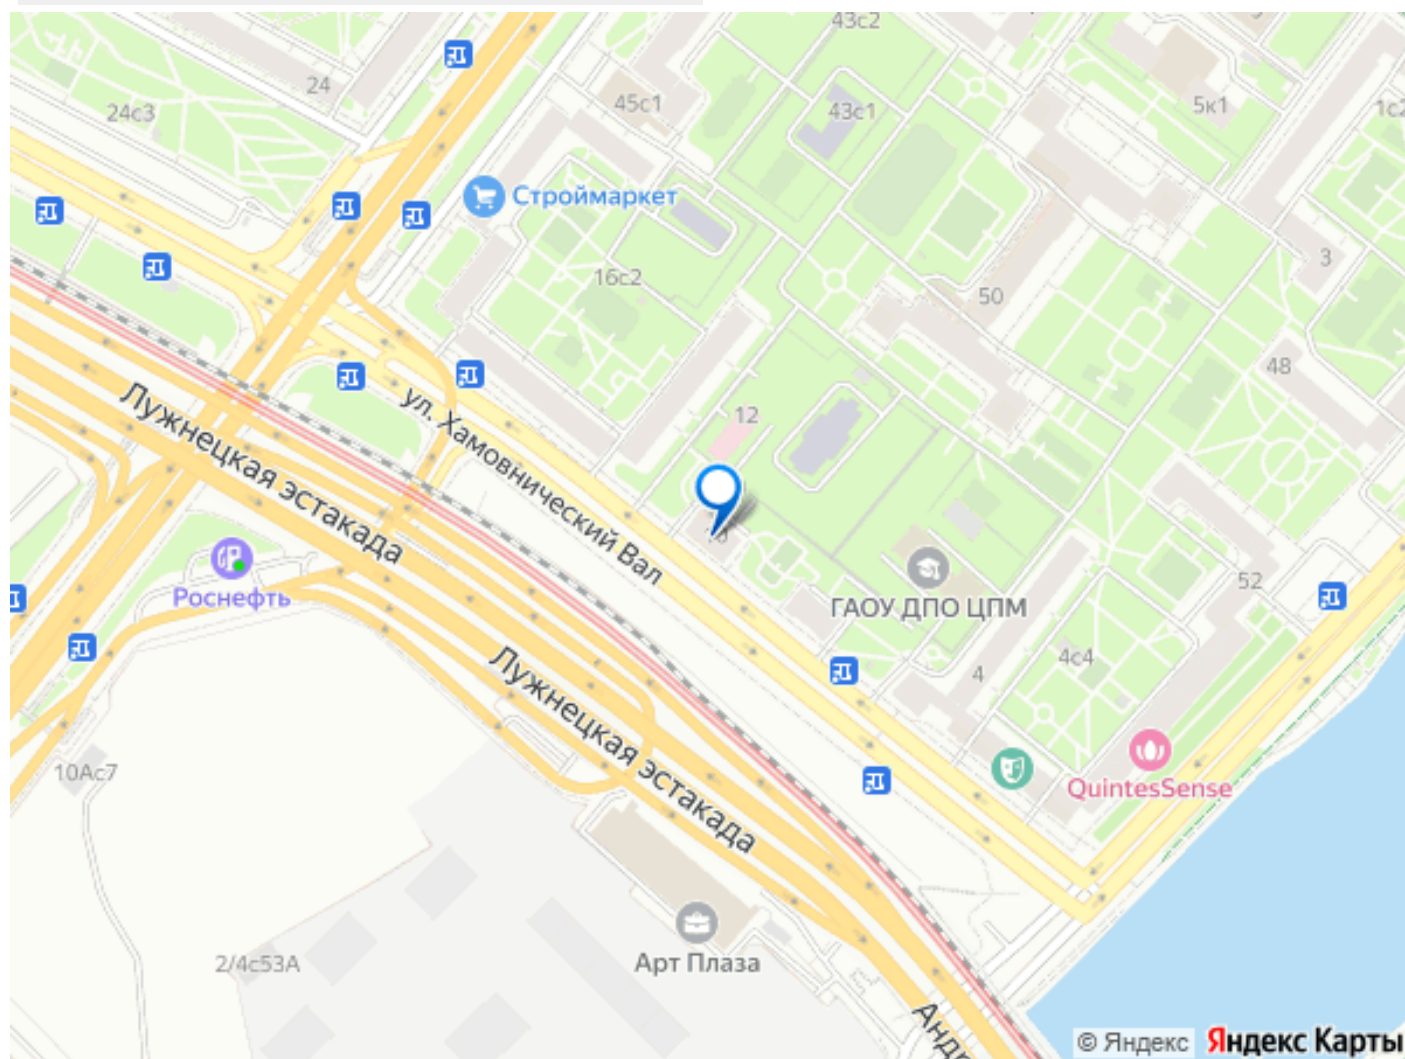 43с2
24
24с3
45с1
43с1
5к1
1с2
Строймаркет
16с2
50
3
48
12
ул. Хамовнический Вал
Лужнецкая эстакада
Роснефть
ГАОУ ДПО ЦПМ
52
4с4
4
Лужнецкая эстакада
QuintesSense
10Ас7
2/4с53А
Арт Плаза
Андр
© Яндекс Яндекс Карты